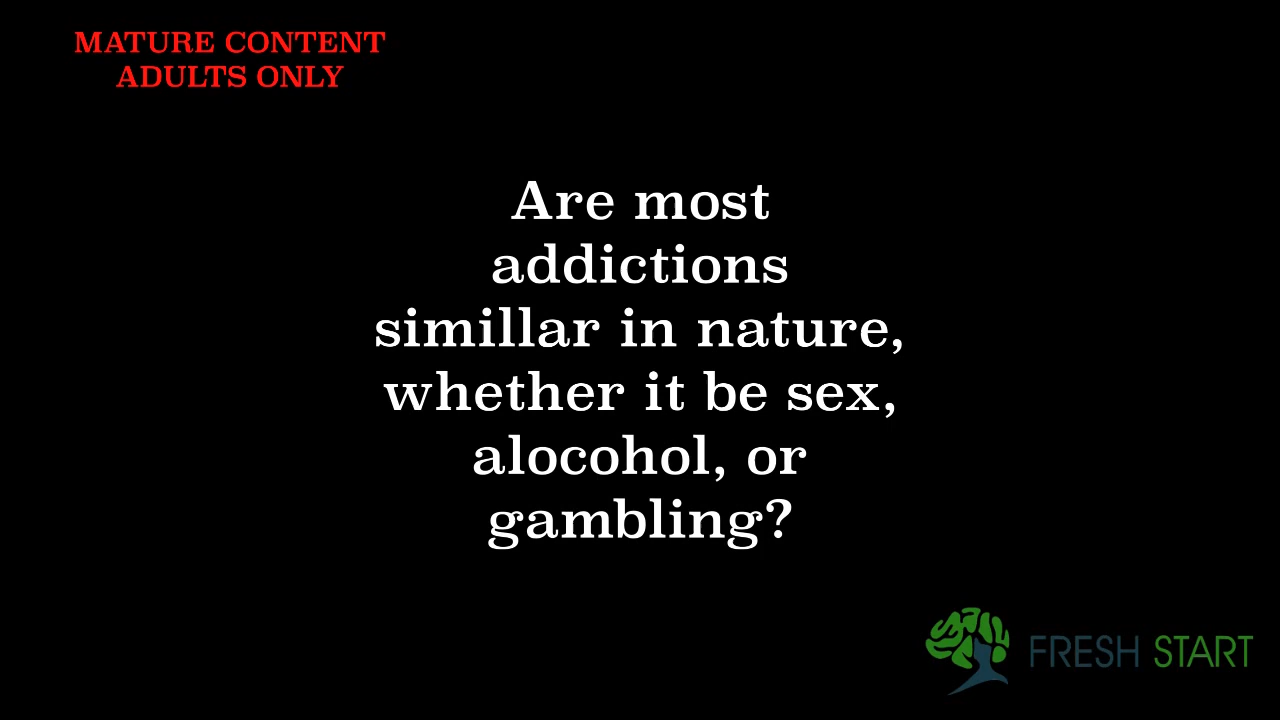 MATURE CONTENT
ADULTS ONLY
Are most
addictions
simillar in nature,
whether it be sex,
alocohol, or
gambling?
FRESH START